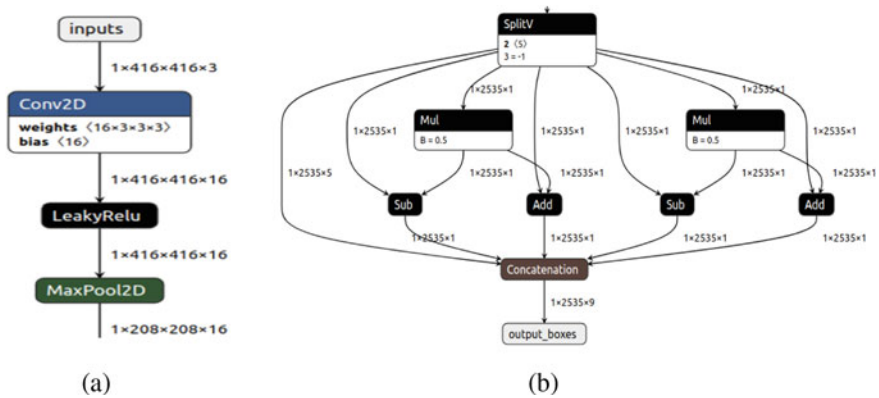 inputs
1×416×416×3
Conv2D
weights ⟨16×3×3×3⟩
bias ⟨16⟩
1×416×416×16
LeakyRelu
1×416×416×16
MaxPool2D
1×208×208×16
(a)
SplitV
2 ⟨5⟩
3 = -1
1×2535×1
1×2535×1
1×2535×1
Mul
B = 0.5
1×2535×1
1×2535×1
Mul
B = 0.5
1×2535×1
1×2535×1
1×2535×5
1×2535×1
1×2535×1
1×2535×1
1×2535×1
Sub
Add
Sub
Add
1×2535×1
1×2535×1
1×2535×1
1×2535×1
Concatenation
1×2535×9
output_boxes
(b)